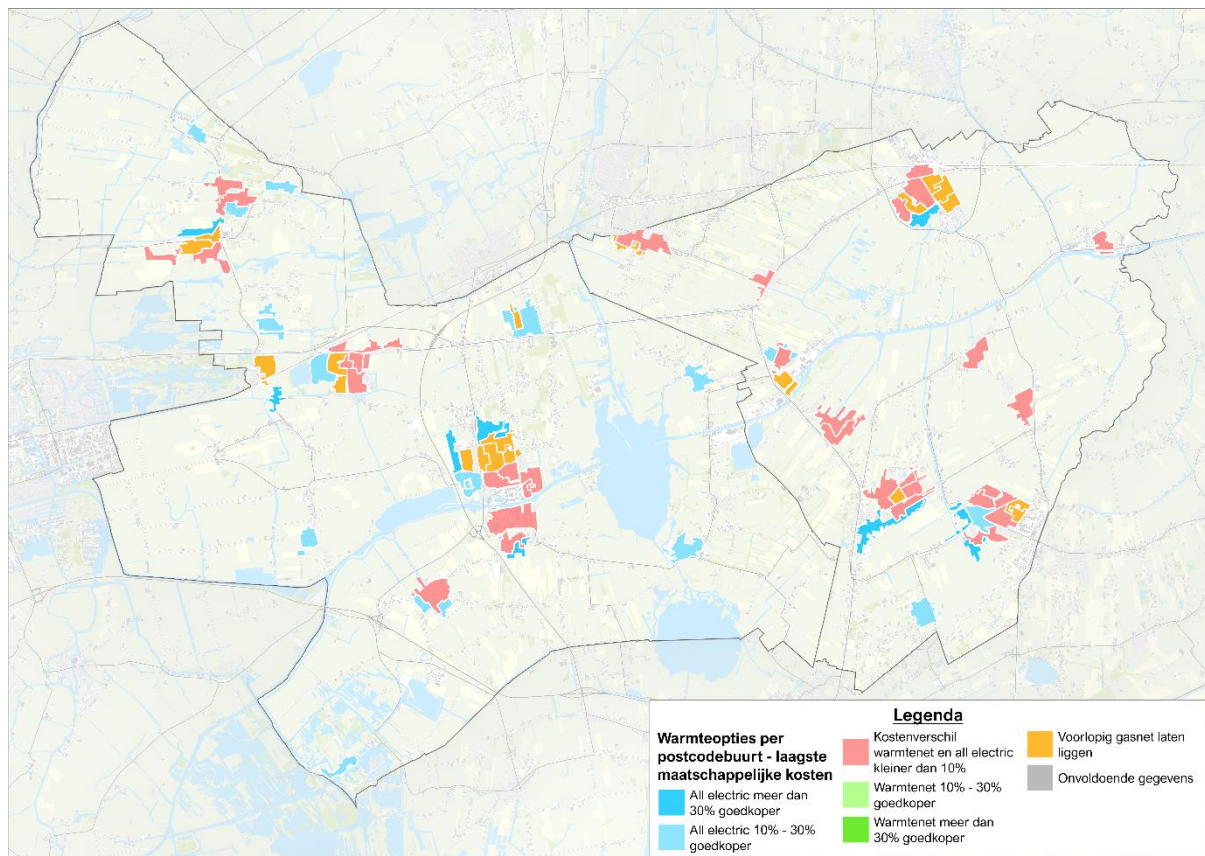 Legenda
Warmteopties per
postcodebuurt - laagste
maatschappelijke kosten
All electric meer dan
30% goedkoper
All electric 10% - 30%
goedkoper
Kostenverschil
warmtenet en all electric
kleiner dan 10%
Warmtenet 10% - 30%
goedkoper
Warmtenet meer dan
30% goedkoper
Voorlopig gasnet laten
liggen
Onvoldoende gegevens